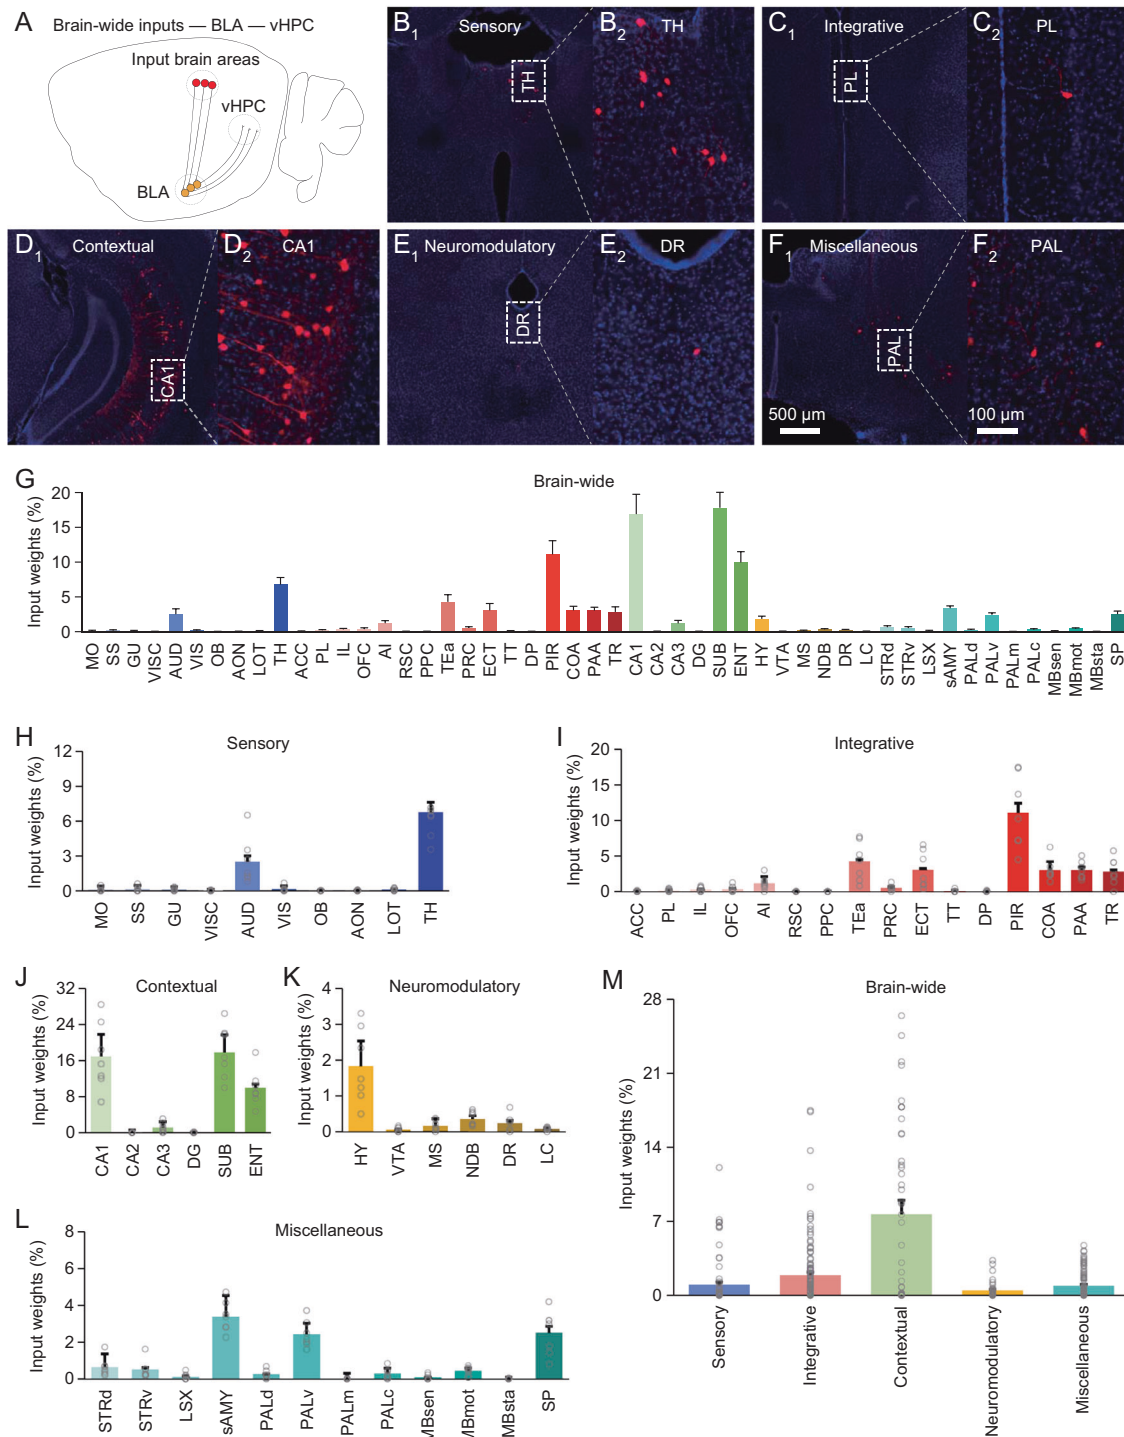 A
Brain-wide inputs — BLA — vHPC
Input brain areas
vHPC
BLA
B1
Sensory
TH
B2
TH
C1
Integrative
PL
C2
PL
D1
Contextual
CA1
D2
CA1
E1
Neuromodulatory
DR
E2
DR
F1
Miscellaneous
PAL
500 µm
F2
PAL
100 µm
G
Brain-wide
Input weights (%)
20
15
10
5
0
MO SS GU VISC AUD VIS OB AON LOT TH ACC PL IL OFC AI RSC PPC TEa PRC ECT TT DP PIR COA PAA TR CA1 CA2 CA3 DG SUB ENT HY VTA MS NDB DR LC STRd STRv LSX sAMY PALd PALv PALm PALc MBsen MBmot MBsta SP
H
Sensory
Input weights (%)
12
9
6
3
0
MO SS GU VISC AUD VIS OB AON LOT TH
I
Integrative
Input weights (%)
20
15
10
5
0
ACC PL IL OFC AI RSC PPC TEa PRC ECT TT DP PIR COA PAA TR
J
Contextual
Input weights (%)
32
24
16
8
0
CA1 CA2 CA3 DG SUB ENT
K
Neuromodulatory
Input weights (%)
4
3
2
1
0
HY VTA MS NDB DR LC
L
Miscellaneous
Input weights (%)
8
6
4
2
0
STRd STRv LSX sAMY PALd PALv PALm PALc MBsen MBmot MBsta SP
M
Brain-wide
Input weights (%)
28
21
14
7
0
Sensory Integrative Contextual Neuromodulatory Miscellaneous